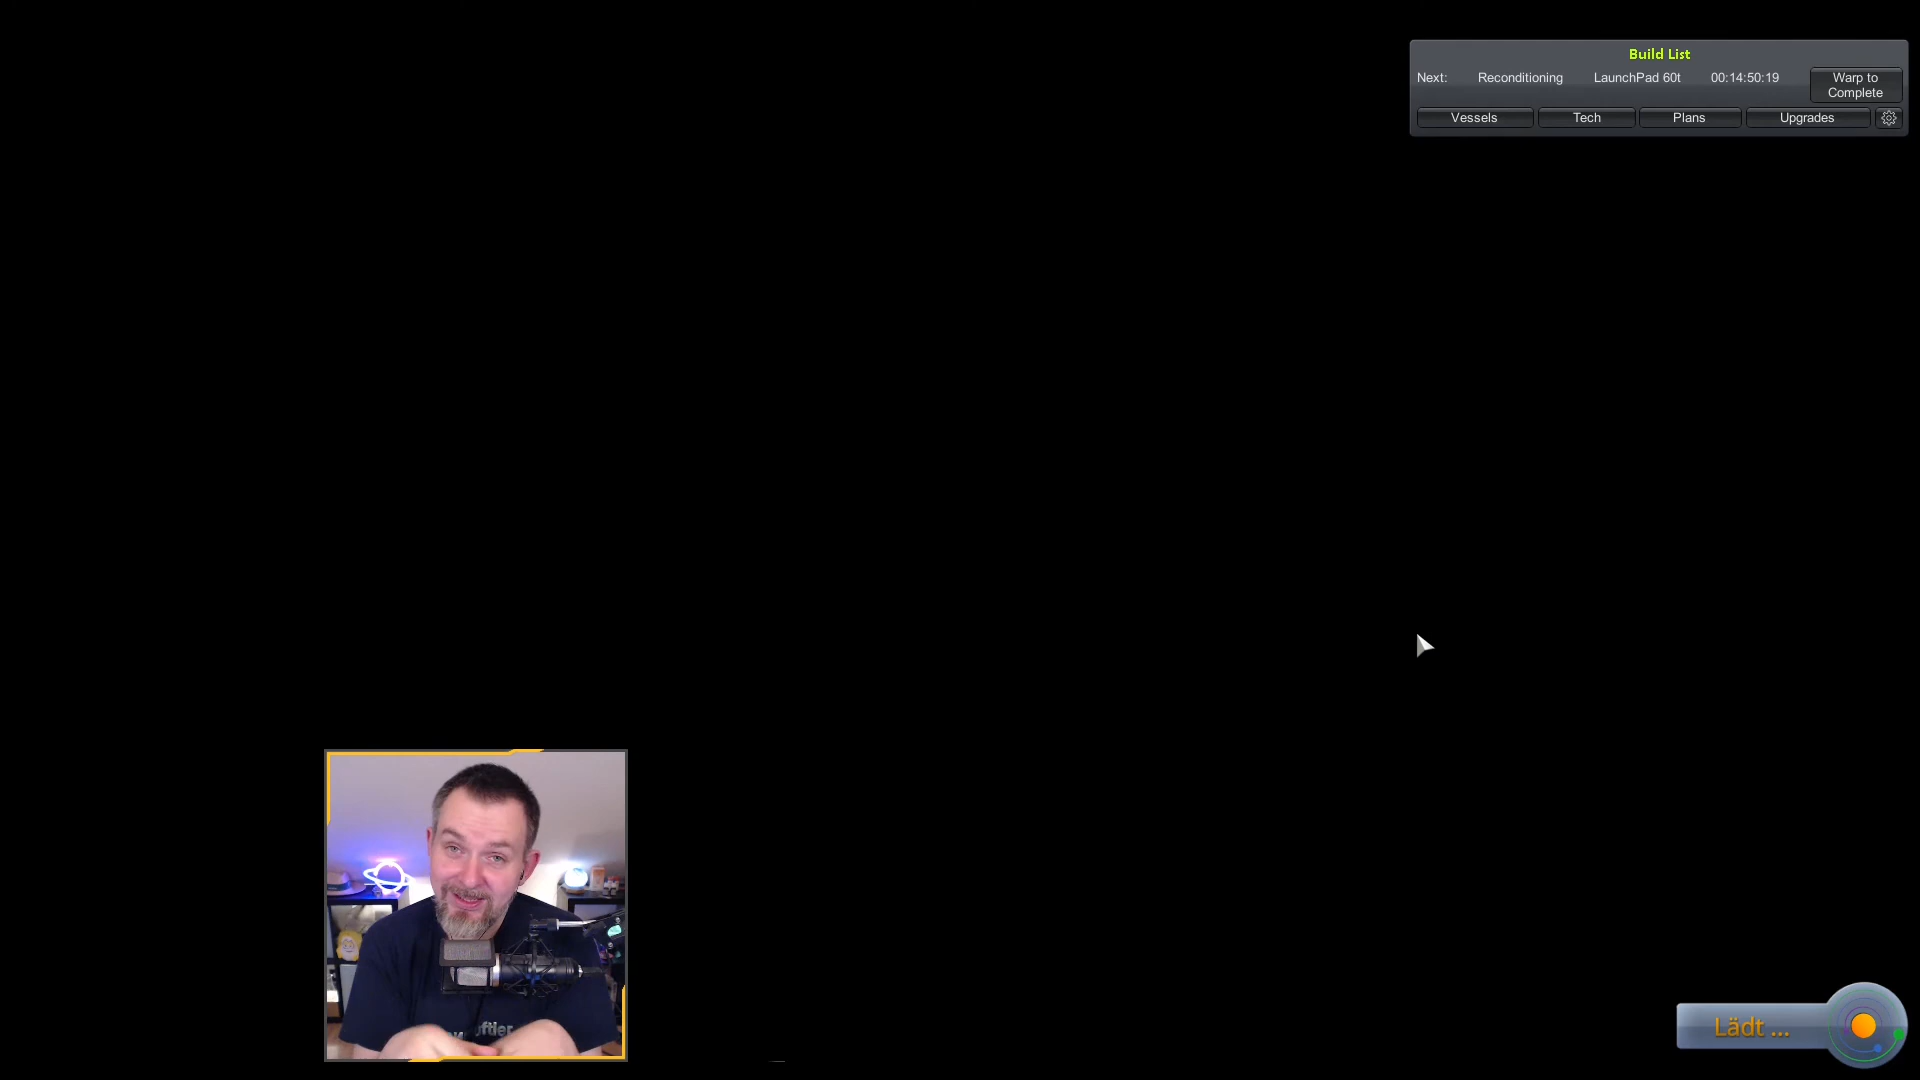 Build List
Next: Reconditioning LaunchPad 60t 00:14:50:19
Warp to
Complete
Vessels Tech Plans Upgrades
Lädt ...